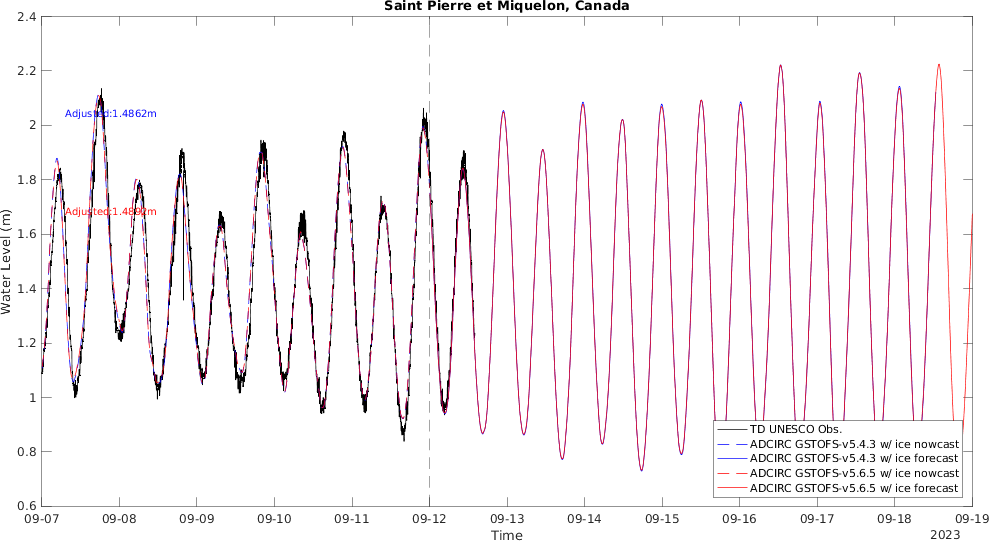 Saint Pierre et Miquelon, Canada
2.4
2.2
2
1.8
1.6
1.4
1.2
1
0.8
0.6
Water Level (m)
Adjusted:1.4862m
Adjusted:1.4892m
TD UNESCO Obs.
ADCIRC GSTOFS-v5.4.3 w/ ice nowcast
ADCIRC GSTOFS-v5.4.3 w/ ice forecast
ADCIRC GSTOFS-v5.6.5 w/ ice nowcast
ADCIRC GSTOFS-v5.6.5 w/ ice forecast
09-07 09-08 09-09 09-10 09-11 09-12 09-13 09-14 09-15 09-16 09-17 09-18 09-19
Time
2023